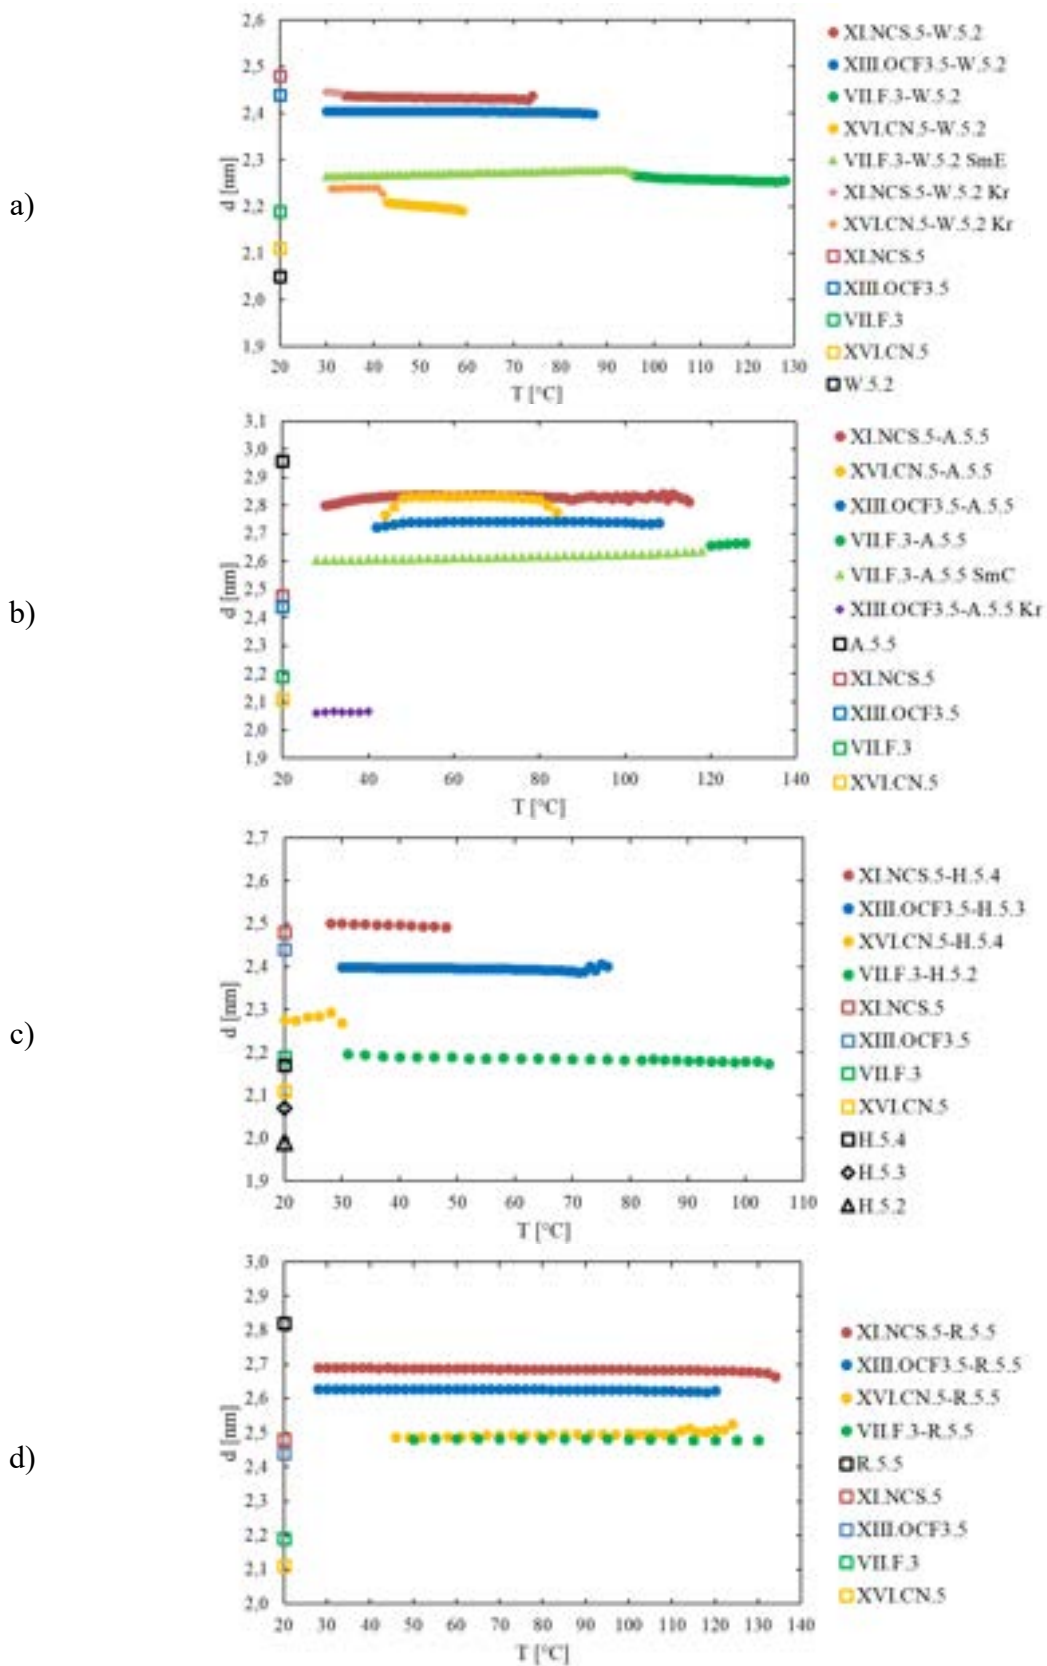 a)
2,6
2,5
2,4
2,3
2,2
2,1
2,0
1,9
d [nm]
20 30 40 50 60 70 80 90 100 110 120 130
T [°C]
XI.NCS.5-W.5.2
XIII.OCF3.5-W.5.2
VII.F.3-W.5.2
XVI.CN.5-W.5.2
VII.F.3-W.5.2 SmE
XI.NCS.5-W.5.2 Kr
XVI.CN.5-W.5.2 Kr
XI.NCS.5
XIII.OCF3.5
VII.F.3
XVI.CN.5
W.5.2
b)
3,1
3,0
2,9
2,8
2,7
2,6
2,5
2,4
2,3
2,2
2,1
2,0
1,9
d [nm]
20 40 60 80 100 120 140
T [°C]
XI.NCS.5-A.5.5
XVI.CN.5-A.5.5
XIII.OCF3.5-A.5.5
VII.F.3-A.5.5
VII.F.3-A.5.5 SmC
XIII.OCF3.5-A.5.5 Kr
A.5.5
XI.NCS.5
XIII.OCF3.5
VII.F.3
XVI.CN.5
c)
2,7
2,6
2,5
2,4
2,3
2,2
2,1
2,0
1,9
d [nm]
20 30 40 50 60 70 80 90 100 110
T [°C]
XI.NCS.5-H.5.4
XIII.OCF3.5-H.5.3
XVI.CN.5-H.5.4
VII.F.3-H.5.2
XI.NCS.5
XIII.OCF3.5
VII.F.3
XVI.CN.5
H.5.4
H.5.3
H.5.2
d)
3,0
2,9
2,8
2,7
2,6
2,5
2,4
2,3
2,2
2,1
2,0
d [nm]
20 30 40 50 60 70 80 90 100 110 120 130 140
T [°C]
XI.NCS.5-R.5.5
XIII.OCF3.5-R.5.5
XVI.CN.5-R.5.5
VII.F.3-R.5.5
R.5.5
XI.NCS.5
XIII.OCF3.5
VII.F.3
XVI.CN.5